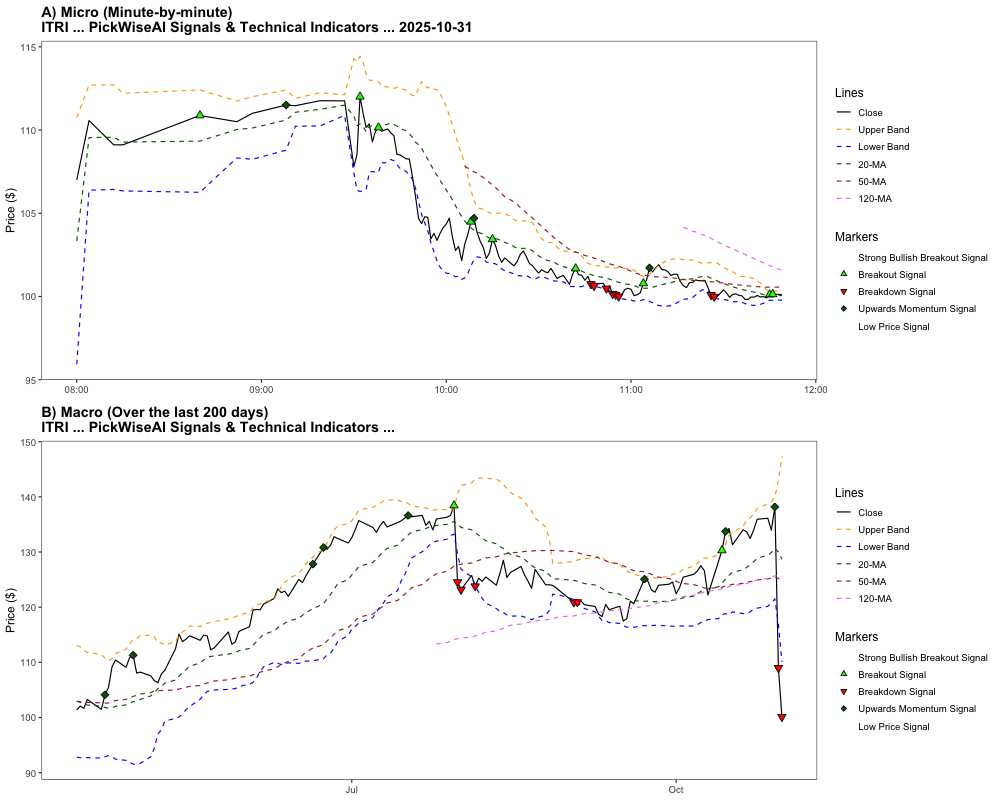 A) Micro (Minute-by-minute)
ITRI ... PickWiseAI Signals & Technical Indicators ... 2025-10-31
Price ($)
115
110
105
100
95
08:00
09:00
10:00
11:00
12:00
Lines
Close
Upper Band
Lower Band
20-MA
50-MA
120-MA
Markers
Strong Bullish Breakout Signal
Breakout Signal
Breakdown Signal
Upwards Momentum Signal
Low Price Signal
B) Macro (Over the last 200 days)
ITRI ... PickWiseAI Signals & Technical Indicators ...
Price ($)
150
140
130
120
110
100
90
Jul
Oct
Lines
Close
Upper Band
Lower Band
20-MA
50-MA
120-MA
Markers
Strong Bullish Breakout Signal
Breakout Signal
Breakdown Signal
Upwards Momentum Signal
Low Price Signal